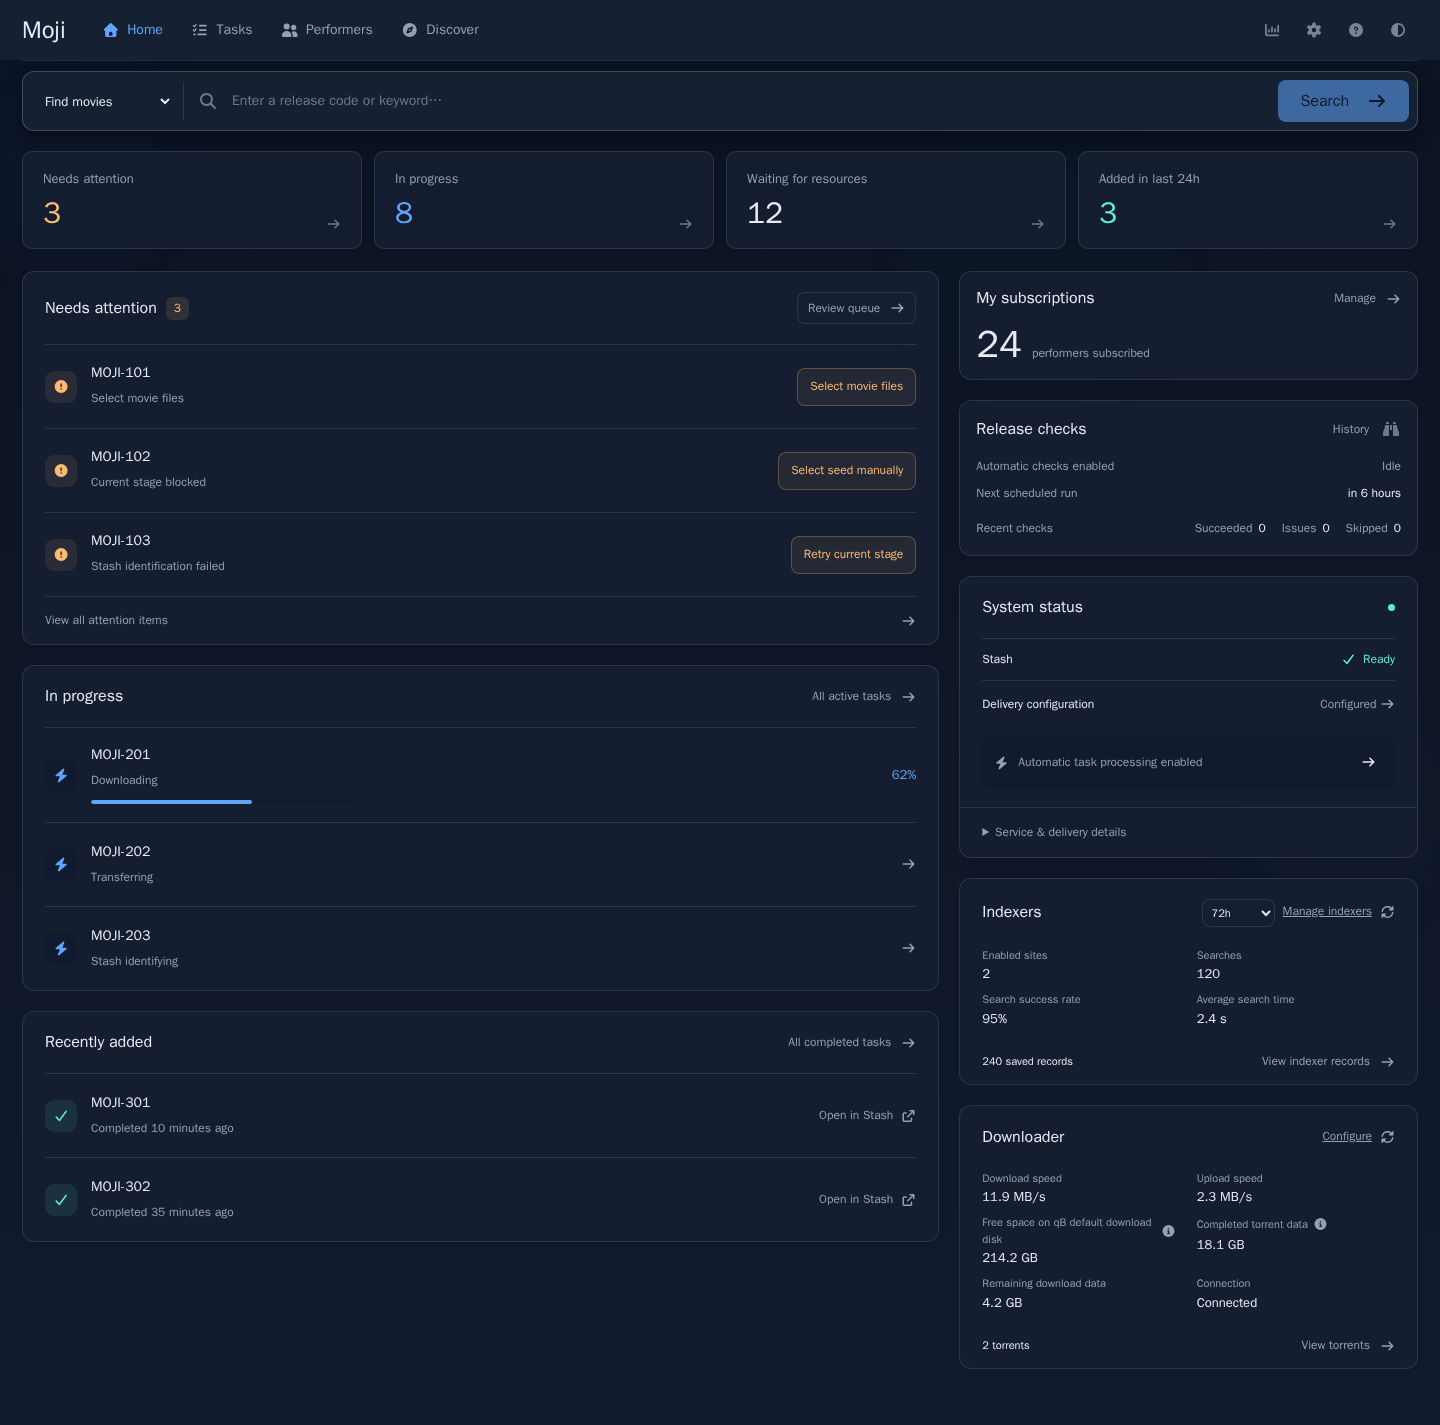 Moji
Home
Tasks
Performers
Discover
Find movies
Enter a release code or keyword···
Search
Needs attention
3
In progress
8
Waiting for resources
12
Added in last 24h
3
Needs attention 3
Review queue
MOJI-101
Select movie files
Select movie files
MOJI-102
Current stage blocked
Select seed manually
MOJI-103
Stash identification failed
Retry current stage
View all attention items
In progress
All active tasks
MOJI-201
Downloading
62%
MOJI-202
Transferring
MOJI-203
Stash identifying
Recently added
All completed tasks
MOJI-301
Completed 10 minutes ago
Open in Stash
MOJI-302
Completed 35 minutes ago
Open in Stash
My subscriptions
Manage
24 performers subscribed
Release checks
History
Automatic checks enabled
Idle
Next scheduled run
in 6 hours
Recent checks
Succeeded 0 Issues 0 Skipped 0
System status
Stash
Ready
Delivery configuration
Configured
Automatic task processing enabled
Service & delivery details
Indexers
72h
Manage indexers
Enabled sites
2
Searches
120
Search success rate
95%
Average search time
2.4 s
240 saved records
View indexer records
Downloader
Configure
Download speed
11.9 MB/s
Upload speed
2.3 MB/s
Free space on qB default download
disk
214.2 GB
Completed torrent data
18.1 GB
Remaining download data
4.2 GB
Connection
Connected
2 torrents
View torrents